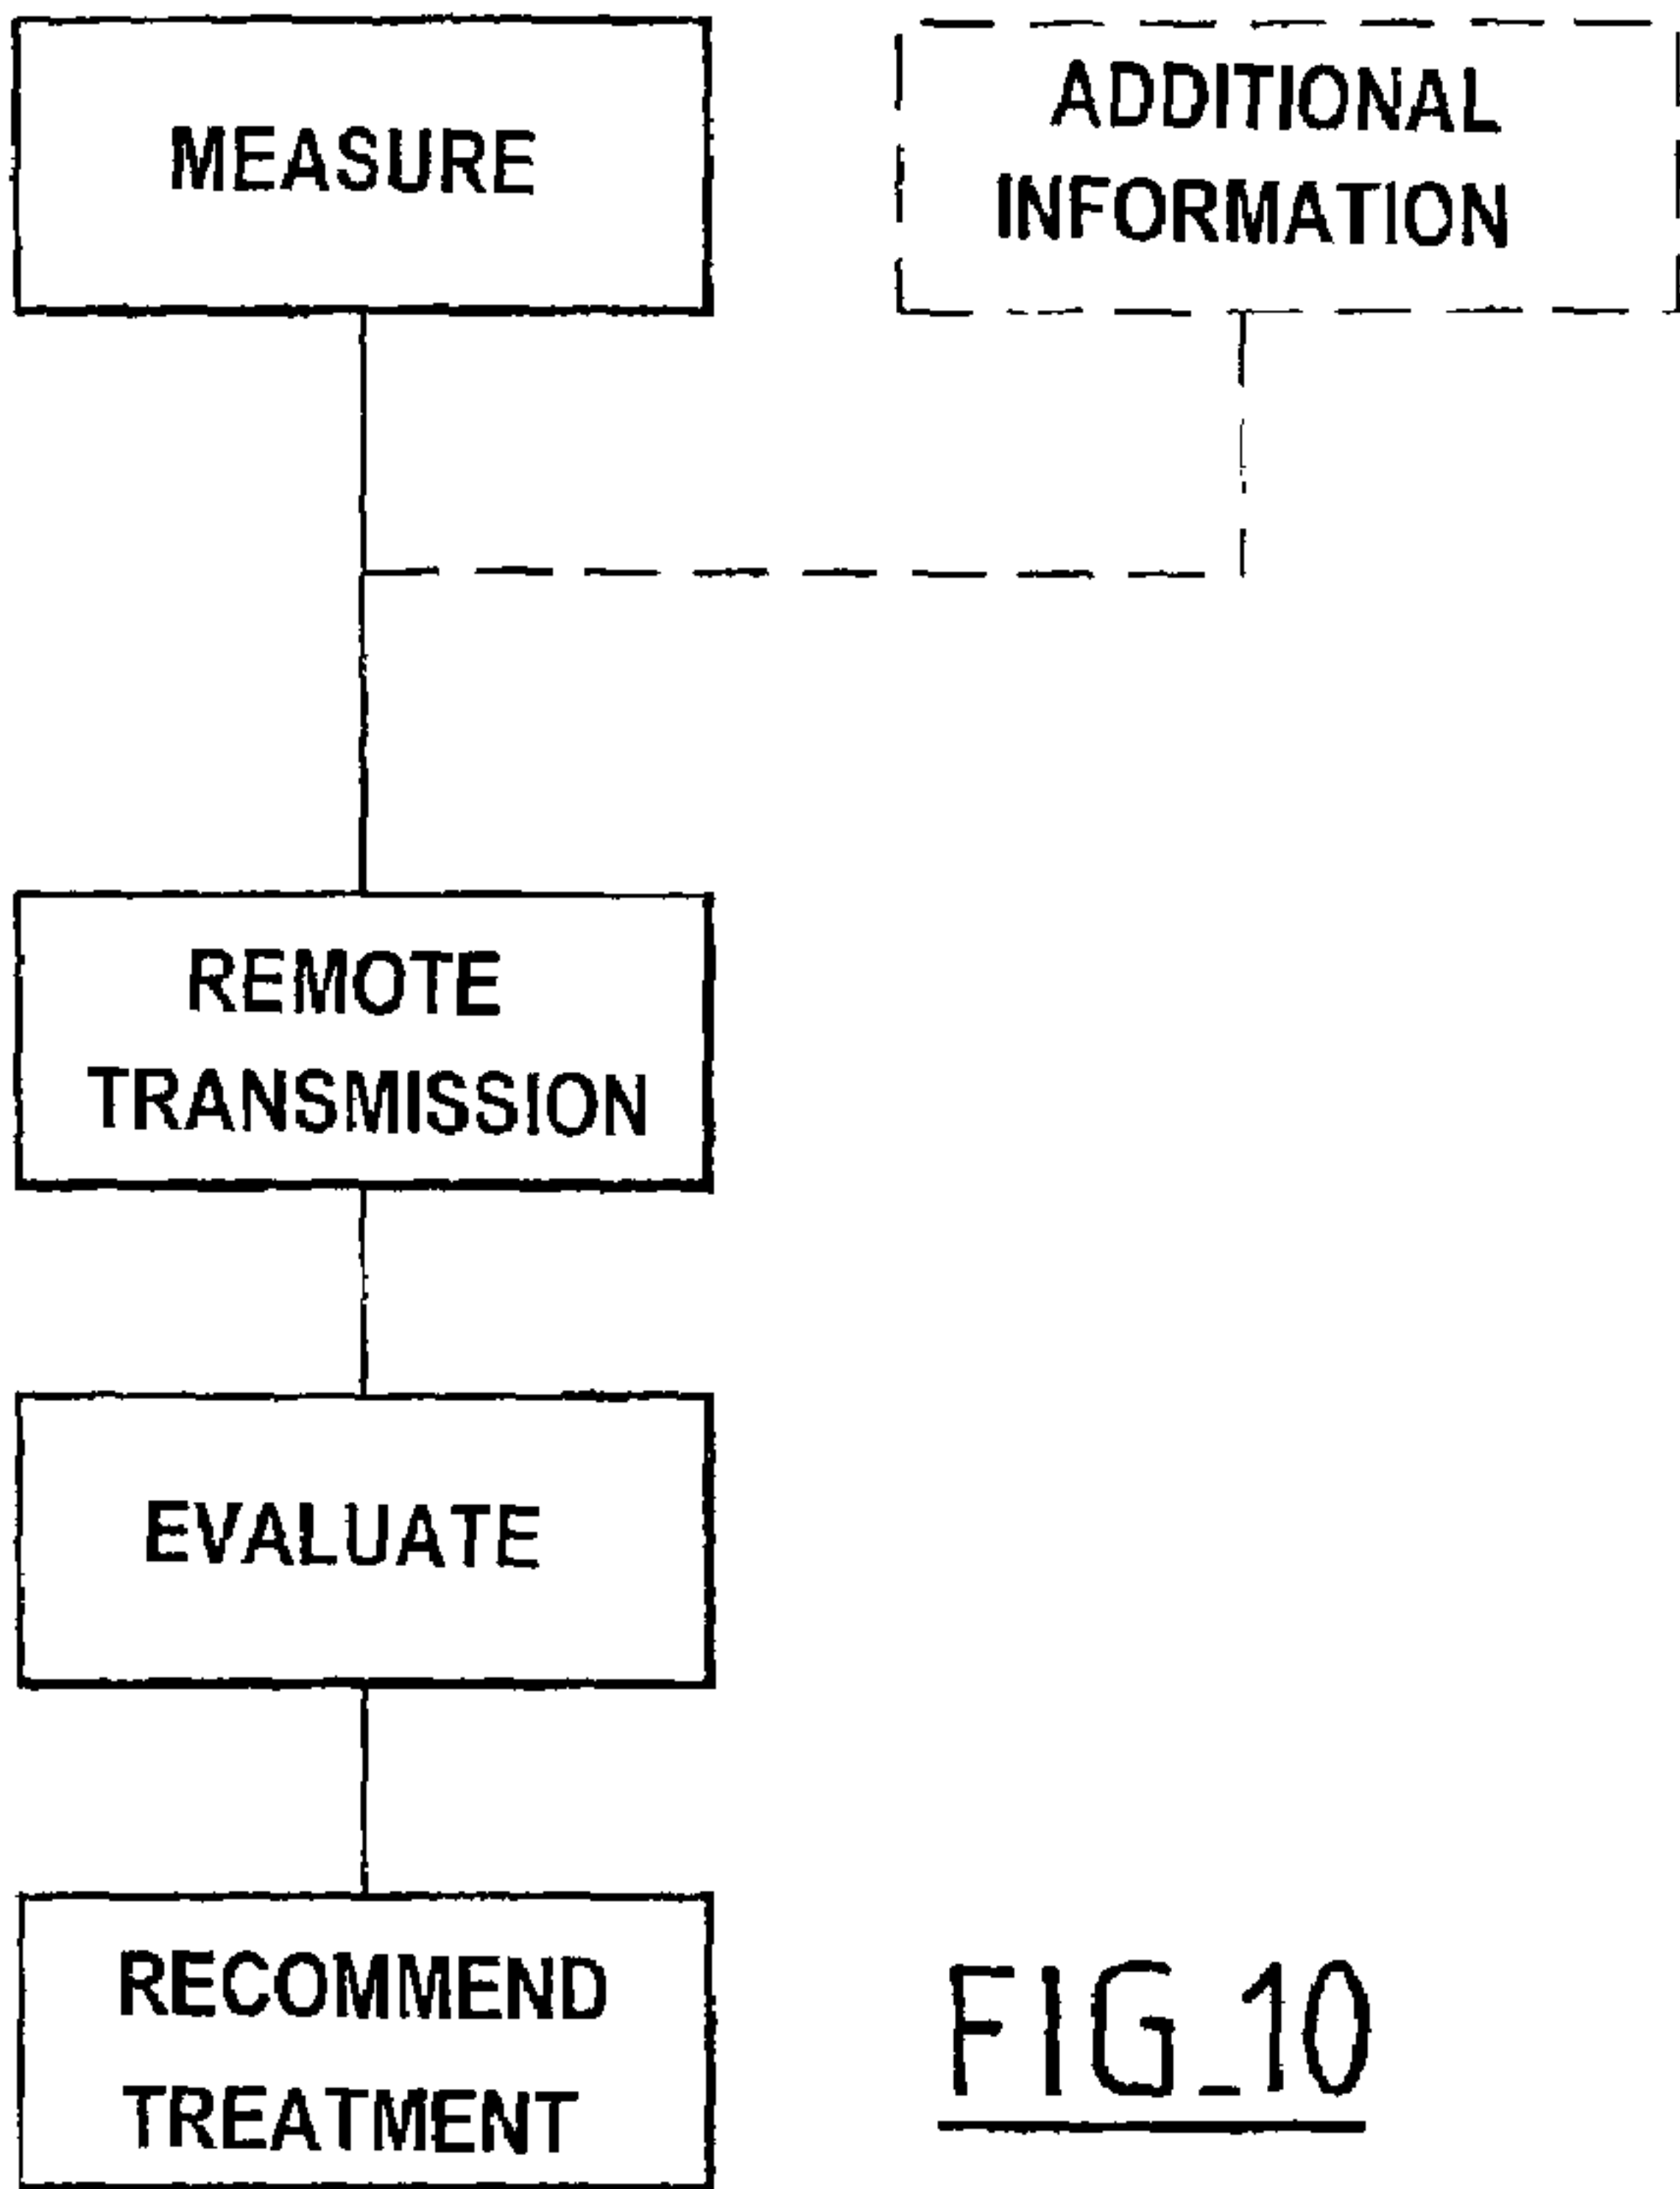 MEASURE
ADDITIONAL
INFORMATION
REMOTE
TRANSMISSION
EVALUATE
RECOMMEND
TREATMENT
FIG_10